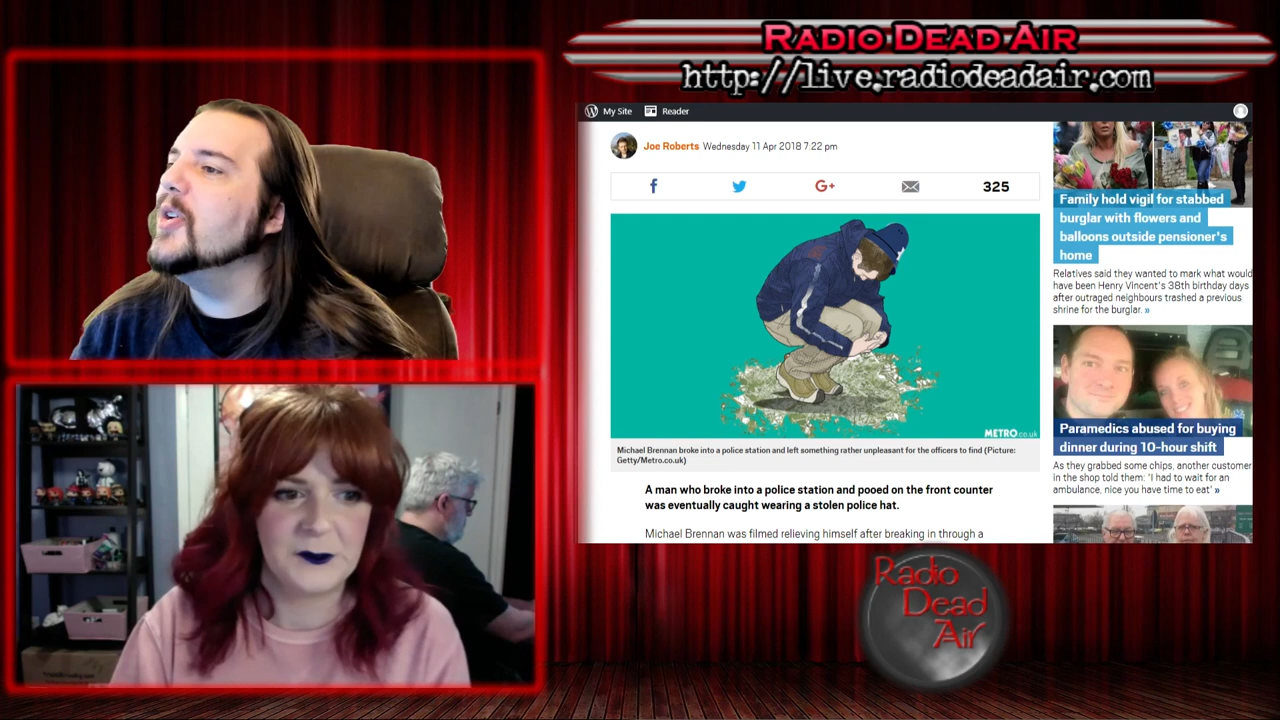 RADIO DEAD AIR
http://live.radiodeadair.com
My Site Reader
Joe Roberts Wednesday 11 Apr 2018 7:22 pm
f G+ 325
METRO.co.uk
Michael Brennan broke into a police station and left something rather unpleasant for the officers to find (Picture:
Getty/Metro.co.uk)
A man who broke into a police station and pooed on the front counter
was eventually caught wearing a stolen police hat.
Michael Brennan was filmed relieving himself after breaking in through a
Family hold vigil for stabbed
burglar with flowers and
balloons outside pensioner's
home
Relatives said they wanted to mark what would
have been Henry Vincent's 38th birthday days
after outraged neighbours trashed a previous
shrine for the burglar. »
Paramedics abused for buying
dinner during 10-hour shift
As they grabbed some chips, another customer
in the shop told them: 'I had to wait for an
ambulance, nice you have time to eat' »
Radio
Dead
Air